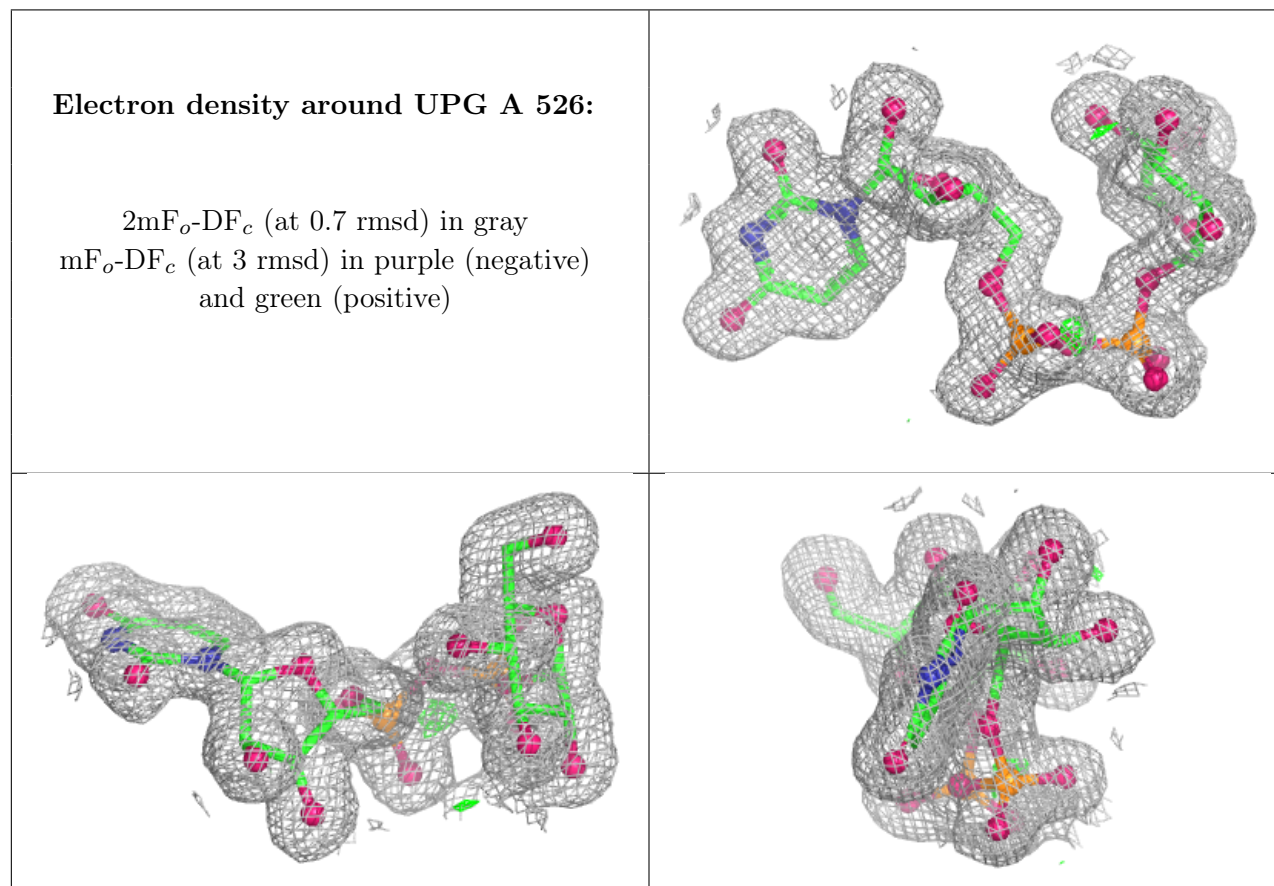 Electron density around UPG A 526:
2mFo-DFc (at 0.7 rmsd) in gray
mFo-DFc (at 3 rmsd) in purple (negative)
and green (positive)